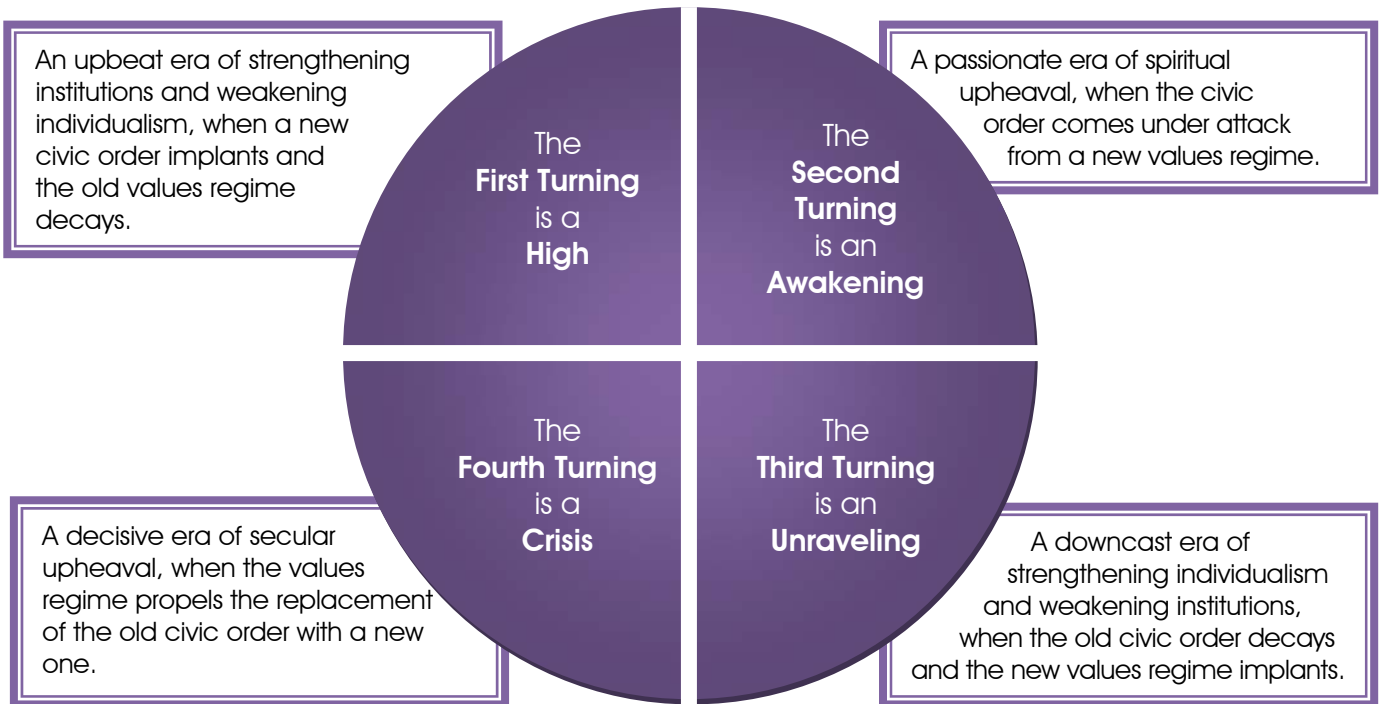 An upbeat era of strengthening
institutions and weakening
individualism, when a new
civic order implants and
the old values regime
decays.
The
First Turning
is a
High
The
Second
Turning
is an
Awakening
A passionate era of spiritual
upheaval, when the civic
order comes under attack
from a new values regime.
A decisive era of secular
upheaval, when the values
regime propels the replacement
of the old civic order with a new
one.
The
Fourth Turning
is a
Crisis
The
Third Turning
is an
Unraveling
A downcast era of
strengthening individualism
and weakening institutions,
when the old civic order decays
and the new values regime implants.